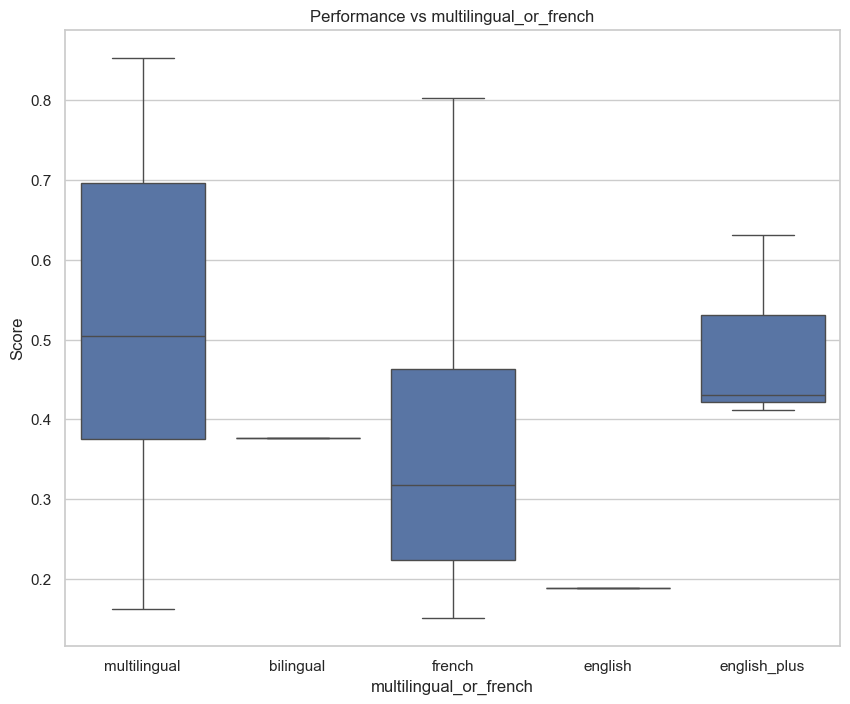 Performance vs multilingual_or_french
Score
0.8
0.7
0.6
0.5
0.4
0.3
0.2
multilingual bilingual french english english_plus
multilingual_or_french